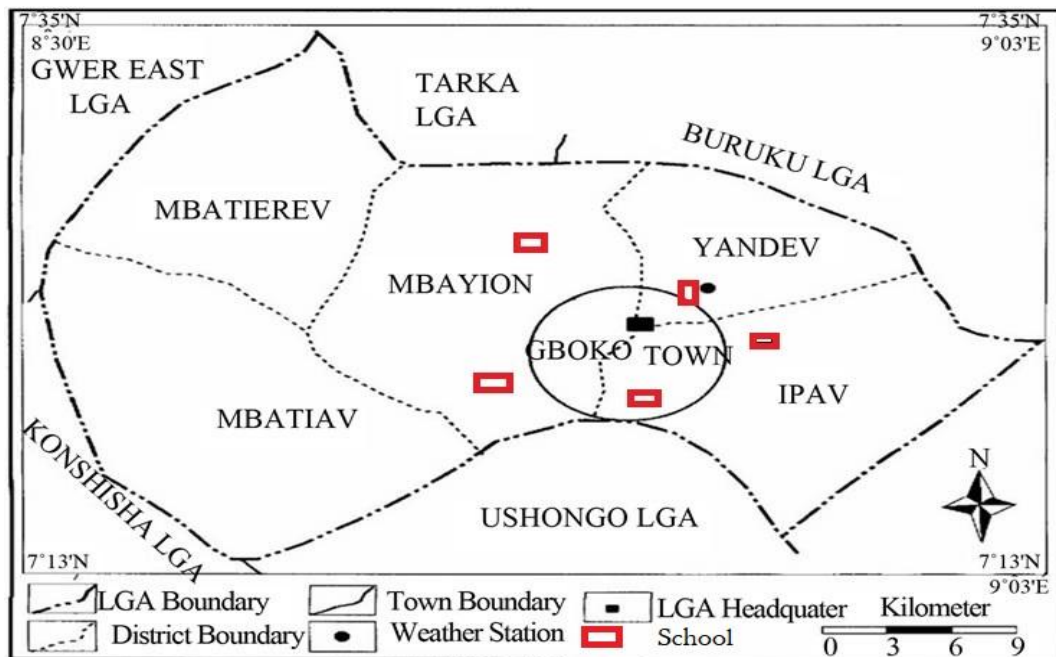 7°35'N
8°30'E
7°35'N
9°03'E
GWER EAST
LGA
TARKA
LGA
BURUKU LGA
MBATIEREV
YANDEV
MBAYION
GBOKO TOWN
IPAV
MBATIAV
KONSHISHA LGA
USHONGO LGA
N
7°13'N
7°13'N
9°03'E
LGA Boundary
Town Boundary
LGA Headquater
Kilometer
District Boundary
Weather Station
School
0 3 6 9